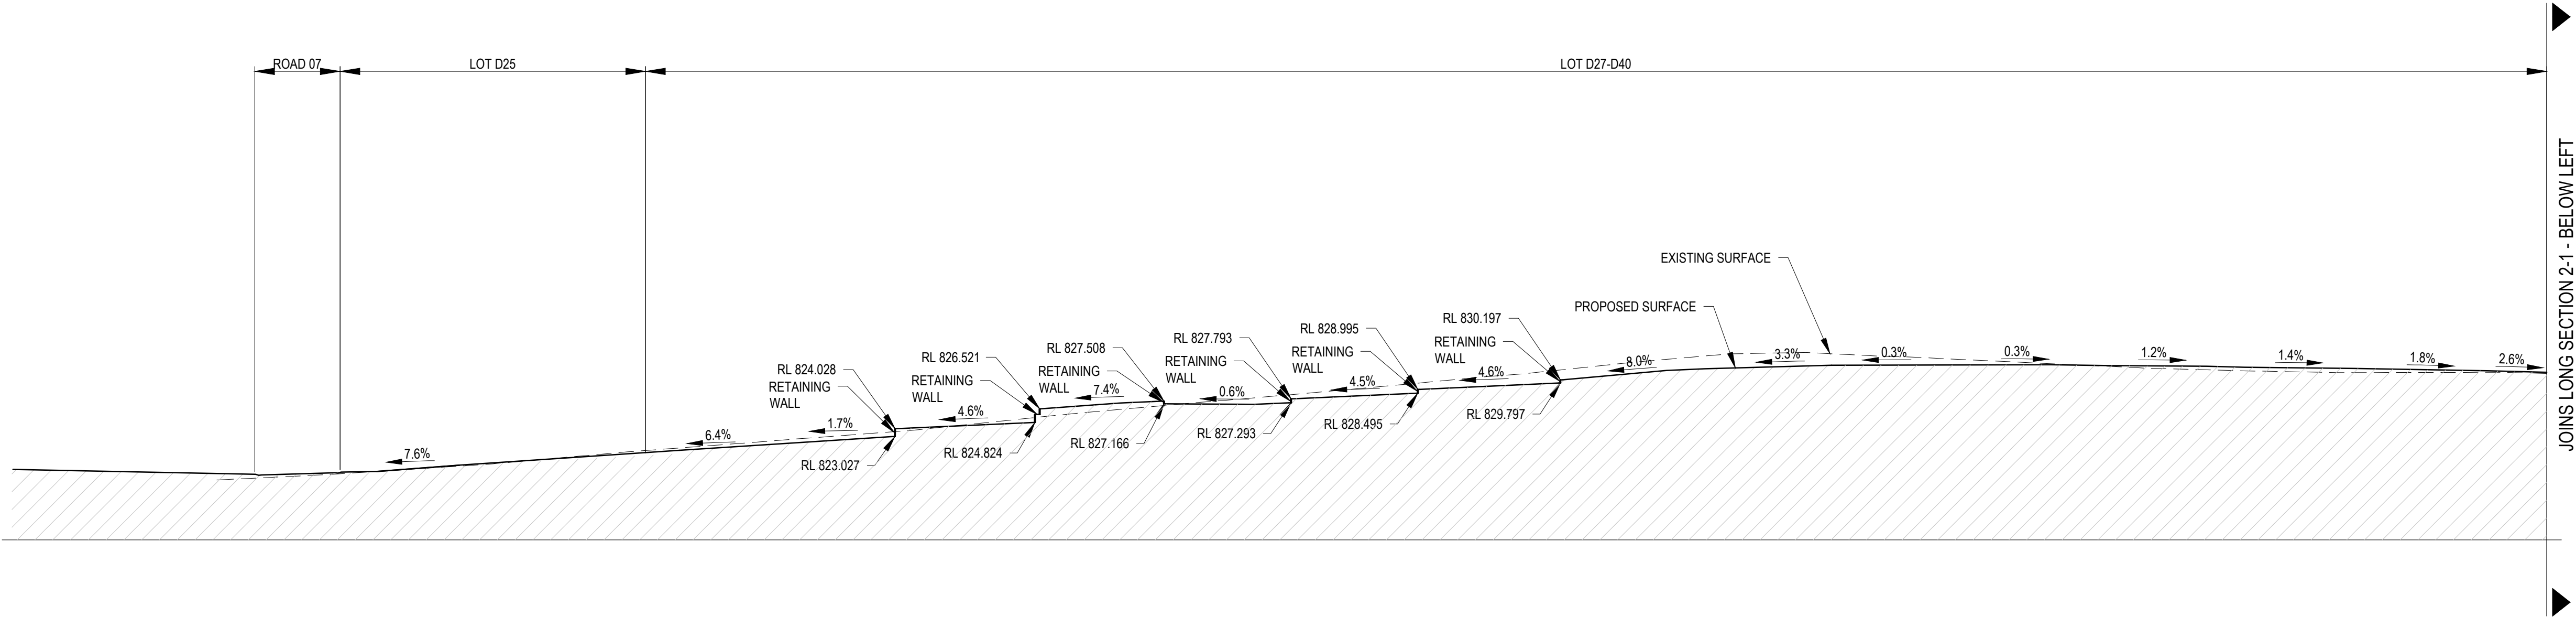 ROAD 07
LOT D25
LOT D27-D40
JOINS LONG SECTION 2-1 - BELOW LEFT
EXISTING SURFACE
PROPOSED SURFACE
RL 824.028
RETAINING
WALL
RL 823.027
RL 826.521
RETAINING
WALL
RL 824.824
RL 827.508
RETAINING
WALL
RL 827.166
RL 827.793
RETAINING
WALL
RL 827.293
RL 828.995
RETAINING
WALL
RL 828.495
RL 830.197
RETAINING
WALL
RL 829.797
7.6%
6.4%
1.7%
4.6%
7.4%
0.6%
4.5%
4.6%
8.0%
3.3%
0.3%
0.3%
1.2%
1.4%
1.8%
2.6%